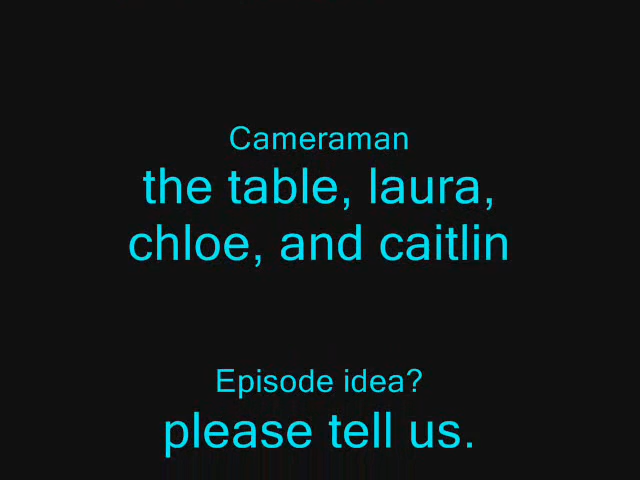 Cameraman
the table, laura,
chloe, and caitlin
Episode idea?
please tell us.